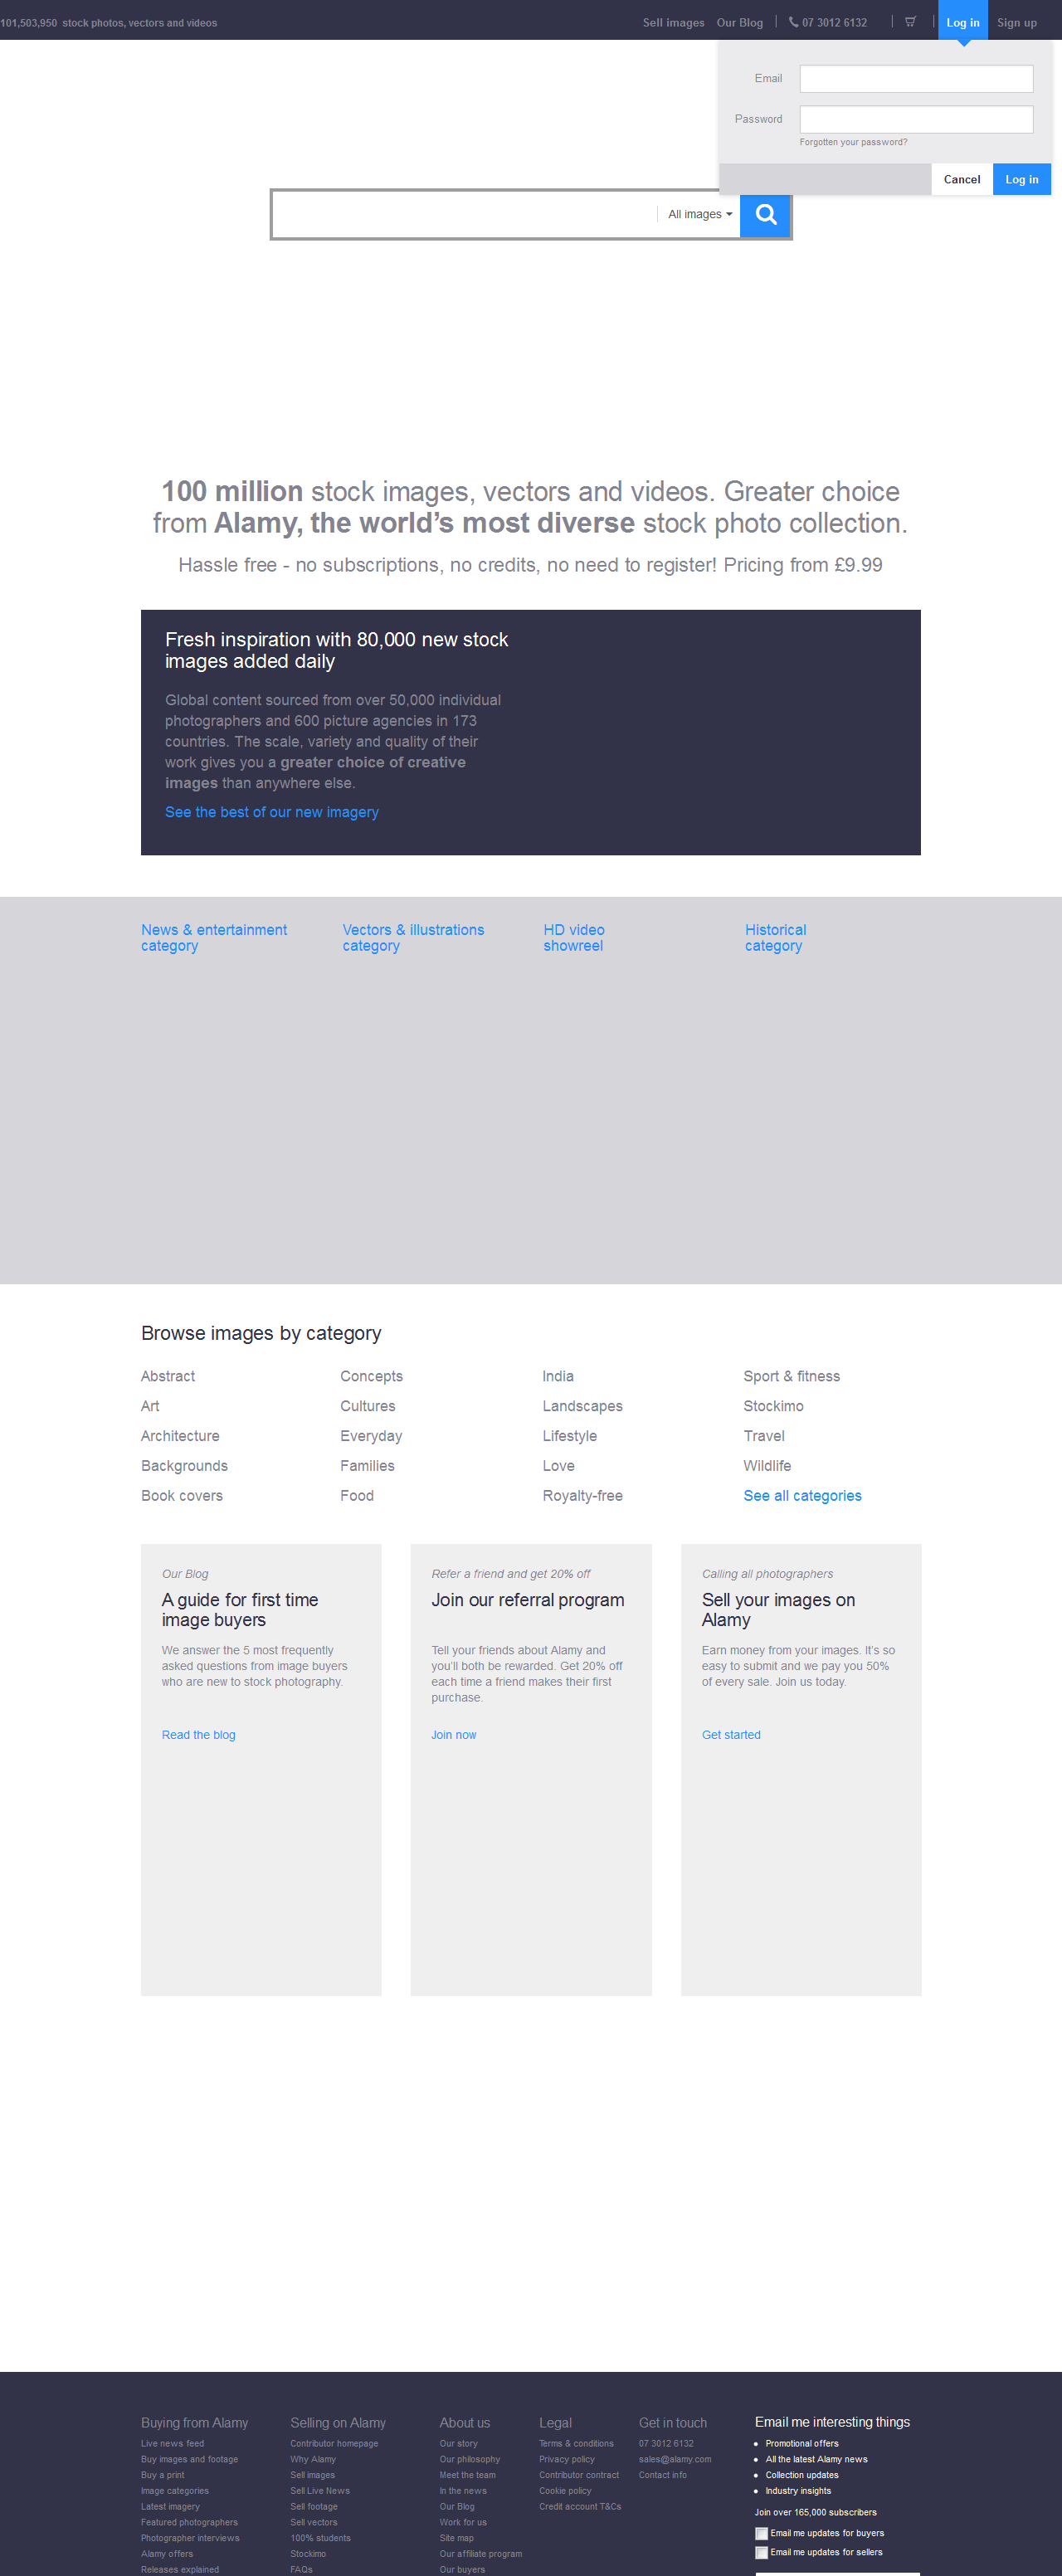 101,503,950 stock photos, vectors and videos
Sell images Our Blog 07 3012 6132 Log in Sign up
Email
Password
Forgotten your password?
Cancel Log in
All images
100 million stock images, vectors and videos. Greater choice
from Alamy, the world's most diverse stock photo collection.
Hassle free - no subscriptions, no credits, no need to register! Pricing from £9.99
Fresh inspiration with 80,000 new stock
images added daily
Global content sourced from over 50,000 individual
photographers and 600 picture agencies in 173
countries. The scale, variety and quality of their
work gives you a greater choice of creative
images than anywhere else.
See the best of our new imagery
News & entertainment
category
Vectors & illustrations
category
HD video
showreel
Historical
category
Browse images by category
Abstract
Art
Architecture
Backgrounds
Book covers
Concepts
Cultures
Everyday
Families
Food
India
Landscapes
Lifestyle
Love
Royalty-free
Sport & fitness
Stockimo
Travel
Wildlife
See all categories
Our Blog
A guide for first time
image buyers
We answer the 5 most frequently
asked questions from image buyers
who are new to stock photography.
Read the blog
Refer a friend and get 20% off
Join our referral program
Tell your friends about Alamy and
you'll both be rewarded. Get 20% off
each time a friend makes their first
purchase.
Join now
Calling all photographers
Sell your images on
Alamy
Earn money from your images. It's so
easy to submit and we pay you 50%
of every sale. Join us today.
Get started
Buying from Alamy
Live news feed
Buy images and footage
Buy a print
Image categories
Latest imagery
Featured photographers
Photographer interviews
Alamy offers
Releases explained
Selling on Alamy
Contributor homepage
Why Alamy
Sell images
Sell Live News
Sell footage
Sell vectors
100% students
Stockimo
FAQs
About us
Our story
Our philosophy
Meet the team
In the news
Our Blog
Work for us
Site map
Our affiliate program
Our buyers
Legal
Terms & conditions
Privacy policy
Contributor contract
Cookie policy
Credit account T&Cs
Get in touch
07 3012 6132
sales@alamy.com
Contact info
Email me interesting things
Promotional offers
All the latest Alamy news
Collection updates
Industry insights
Join over 165,000 subscribers
Email me updates for buyers
Email me updates for sellers